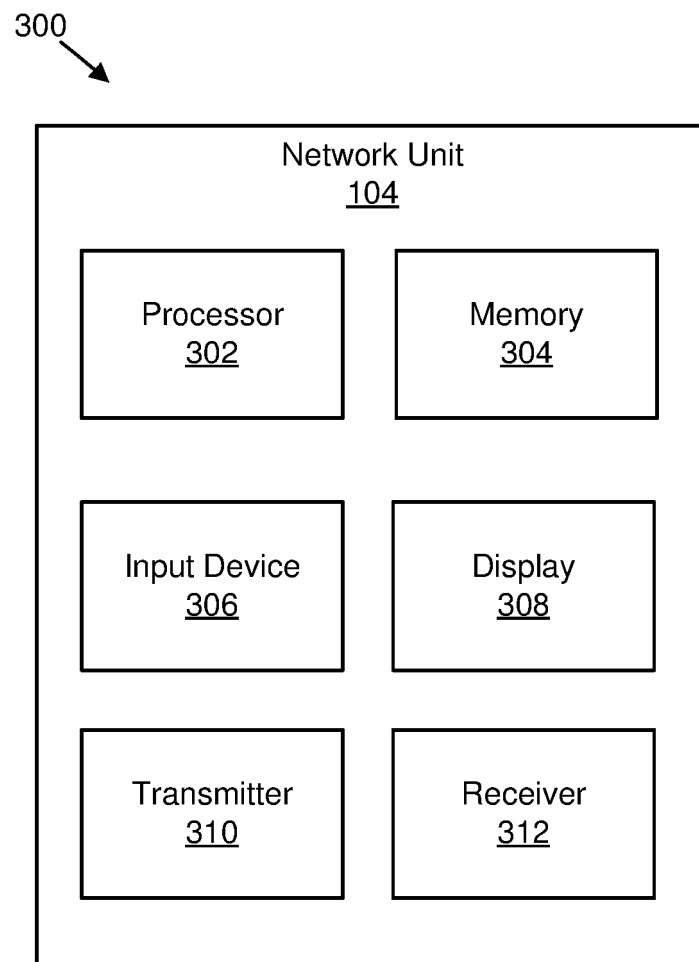 300
Network Unit
104
Processor
302
Memory
304
Input Device
306
Display
308
Transmitter
310
Receiver
312